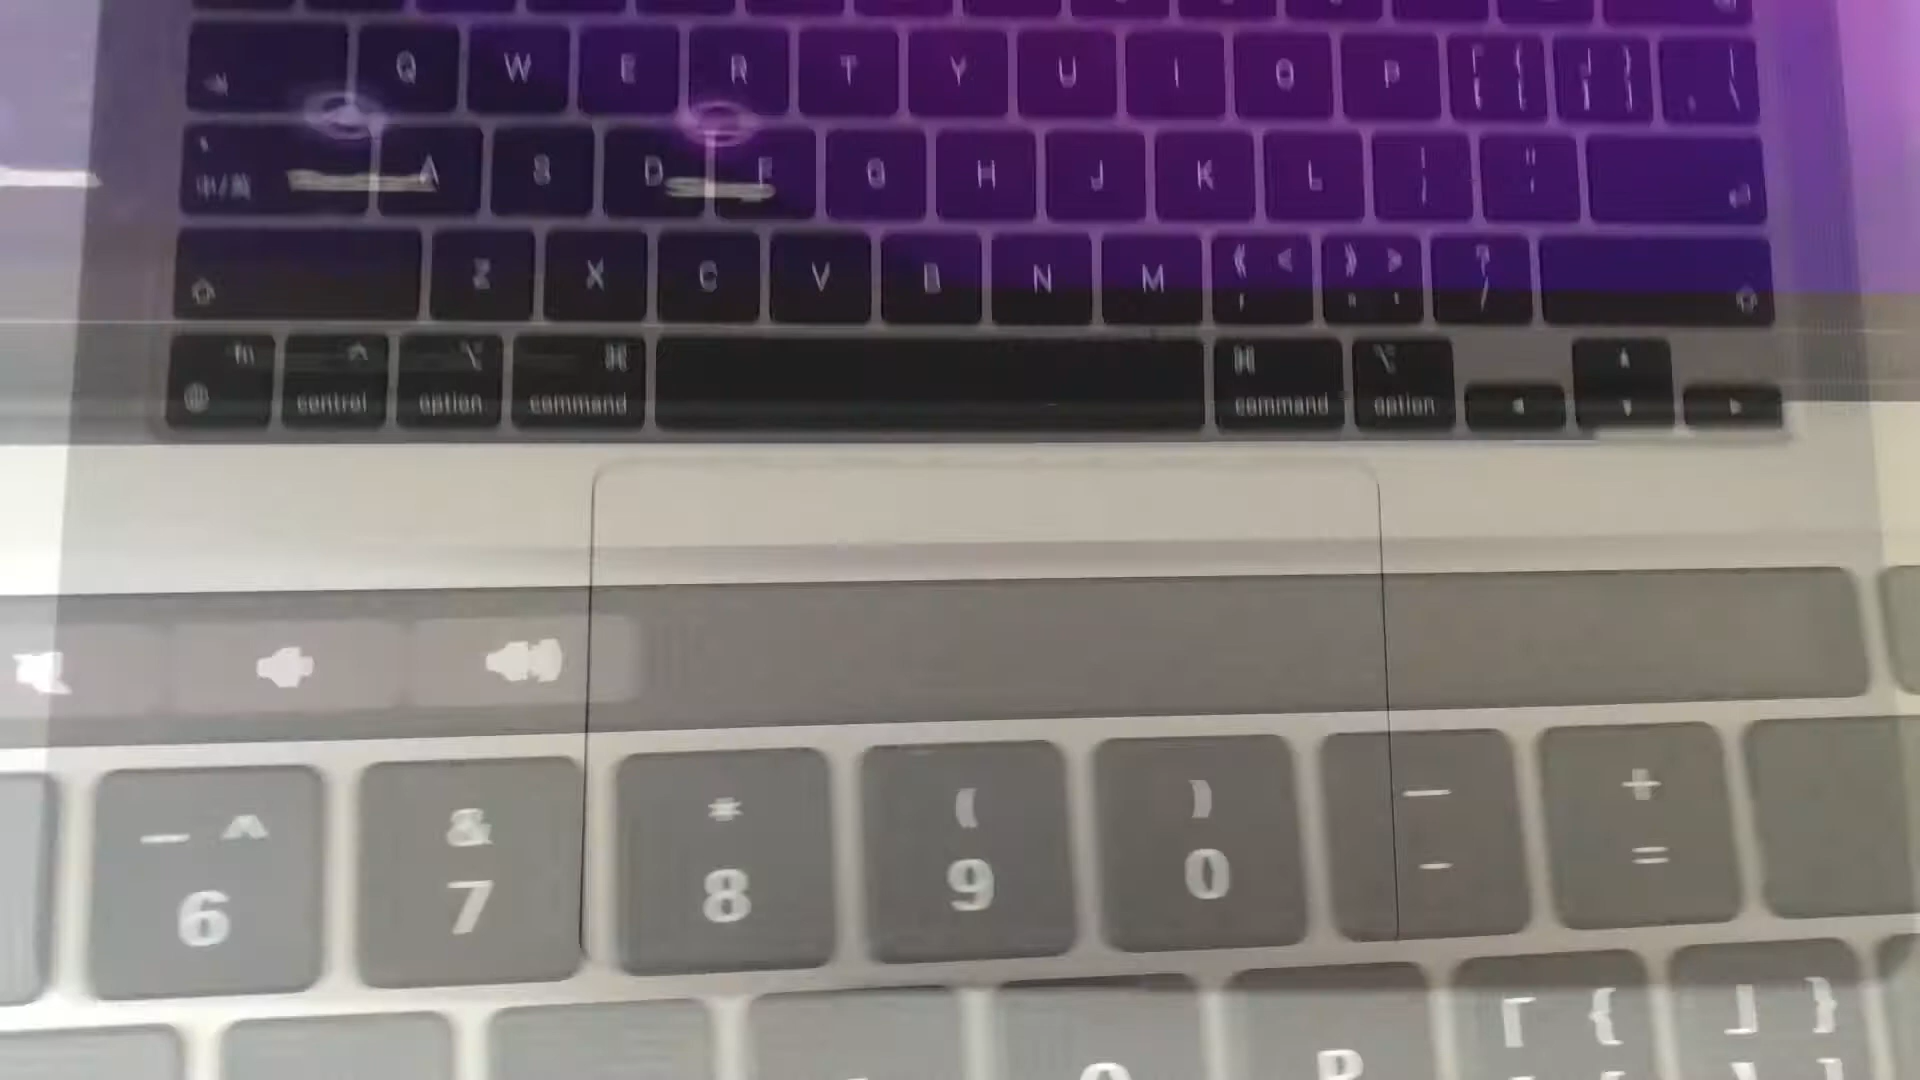 Q W E R T Y U I O P [ { ] } | \
中/英 A S D F G H J K L : ; " '
Z X C V B N M 《 < , 》 > . ? /
fn control option command command option
— ^ & * ( ) — +
6 7 8 9 0 - =
O P 「 { 」 }